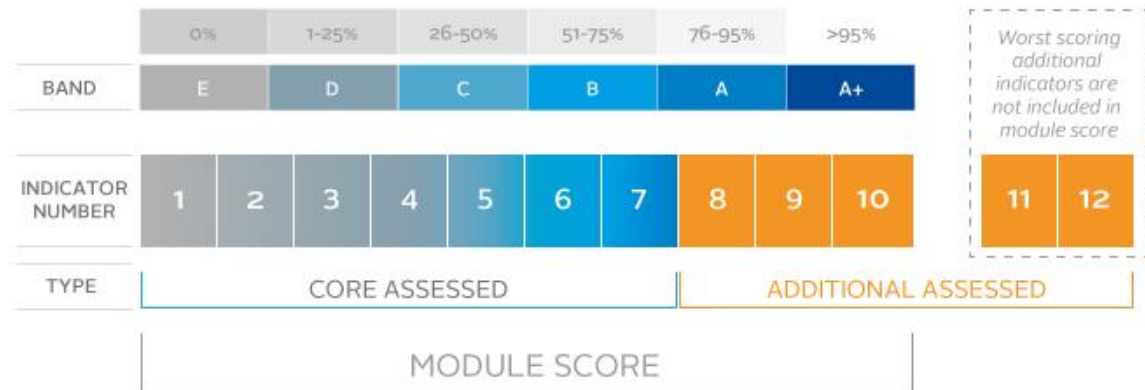 0% 1-25% 26-50% 51-75% 76-95% >95%
BAND E D C B A A+
Worst scoring
additional
indicators are
not included in
module score
INDICATOR
NUMBER
1 2 3 4 5 6 7 8 9 10 11 12
TYPE CORE ASSESSED ADDITIONAL ASSESSED
MODULE SCORE